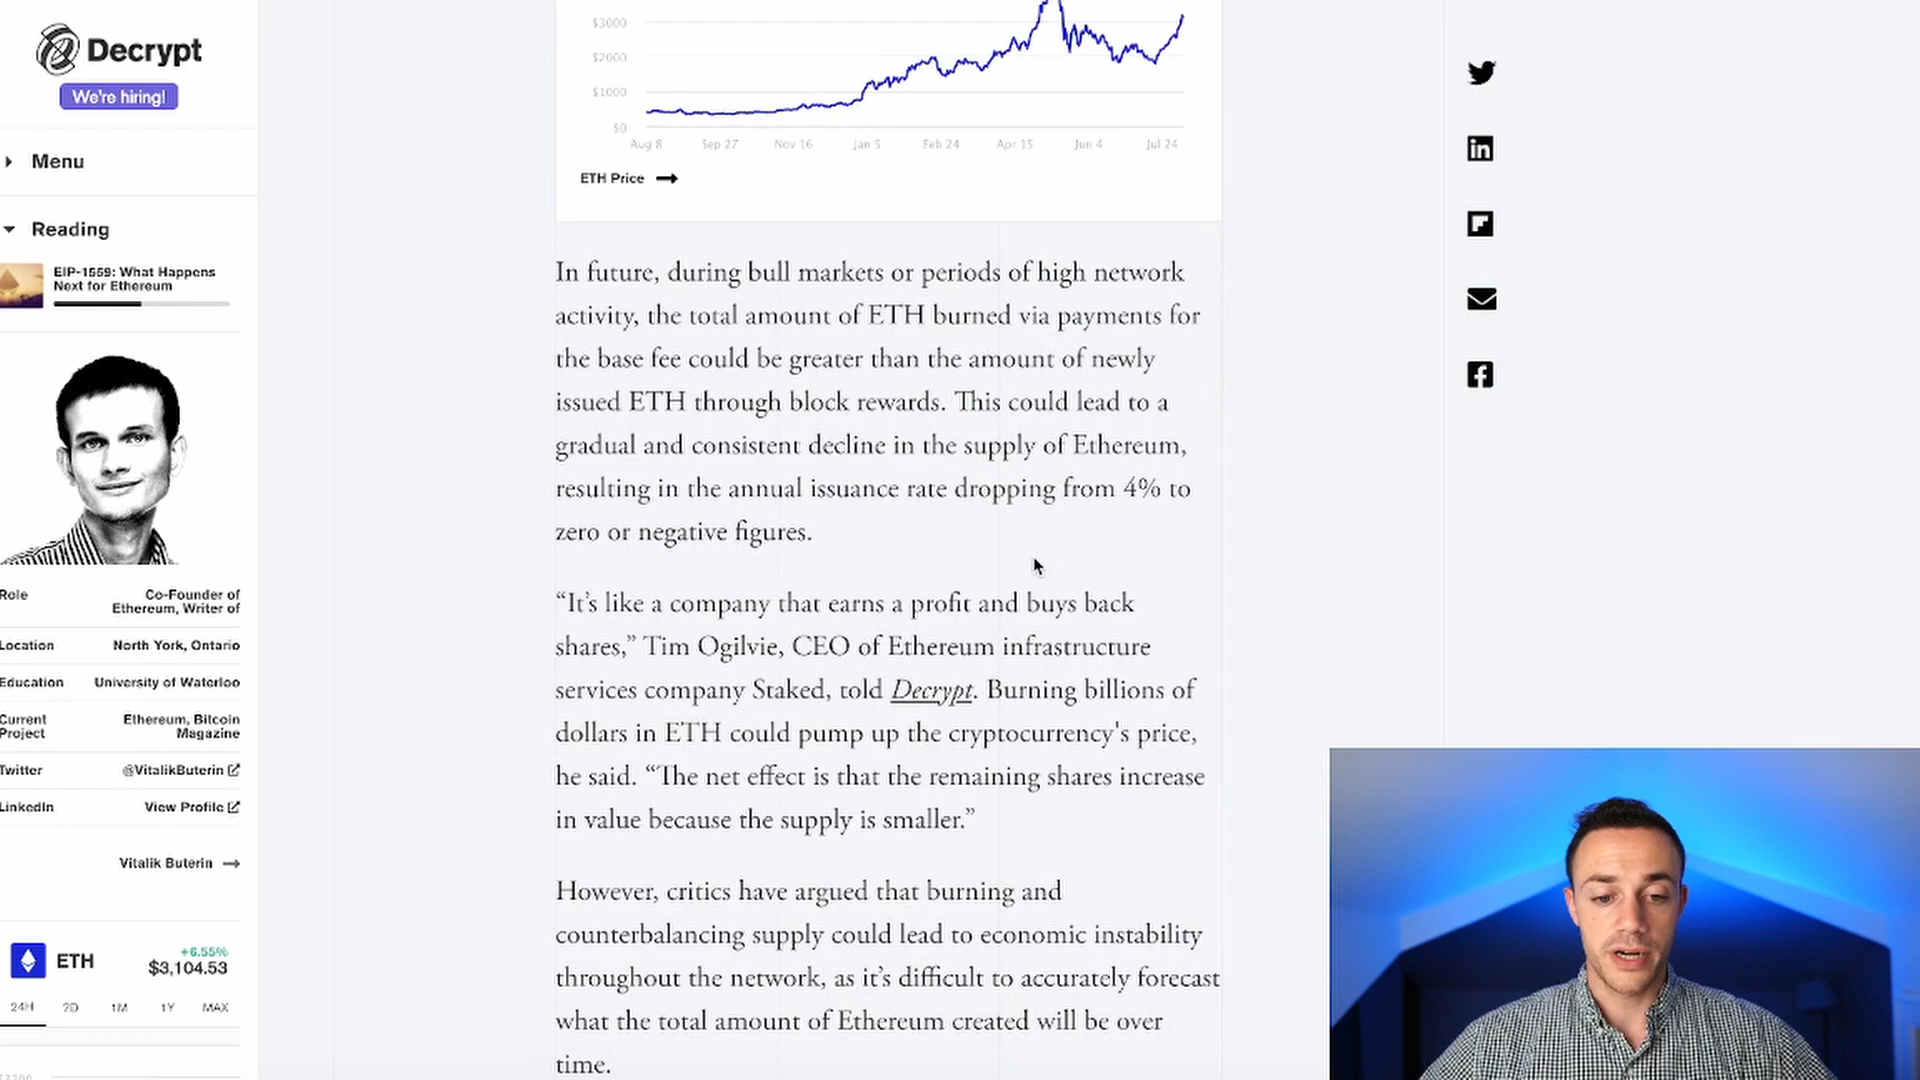 Decrypt
We're hiring!
Menu
Reading
EIP-1559: What Happens
Next for Ethereum
Role
Co-Founder of
Ethereum, Writer of
Location
North York, Ontario
Education
University of Waterloo
Current
Project
Ethereum, Bitcoin
Magazine
Twitter
@VitalikButerin
LinkedIn
View Profile
Vitalik Buterin
ETH
+6.55%
$3,104.53
24H 7D 1M 1Y MAX
$3200
$3000
$2000
$1000
$0
Aug 8 Sep 27 Nov 16 Jan 5 Feb 24 Apr 15 Jun 4 Jul 24
ETH Price
In future, during bull markets or periods of high network
activity, the total amount of ETH burned via payments for
the base fee could be greater than the amount of newly
issued ETH through block rewards. This could lead to a
gradual and consistent decline in the supply of Ethereum,
resulting in the annual issuance rate dropping from 4% to
zero or negative figures.
“It’s like a company that earns a profit and buys back
shares,” Tim Ogilvie, CEO of Ethereum infrastructure
services company Staked, told Decrypt. Burning billions of
dollars in ETH could pump up the cryptocurrency's price,
he said. “The net effect is that the remaining shares increase
in value because the supply is smaller.”
However, critics have argued that burning and
counterbalancing supply could lead to economic instability
throughout the network, as it’s difficult to accurately forecast
what the total amount of Ethereum created will be over
time.
in